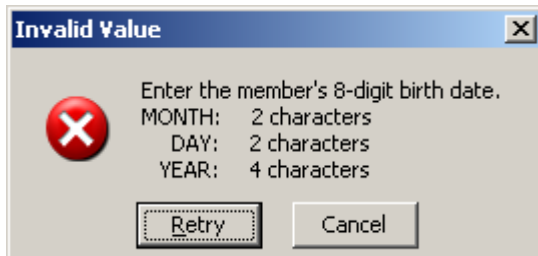 Invalid Value
Enter the member's 8-digit birth date.
MONTH: 2 characters
DAY: 2 characters
YEAR: 4 characters
Retry Cancel